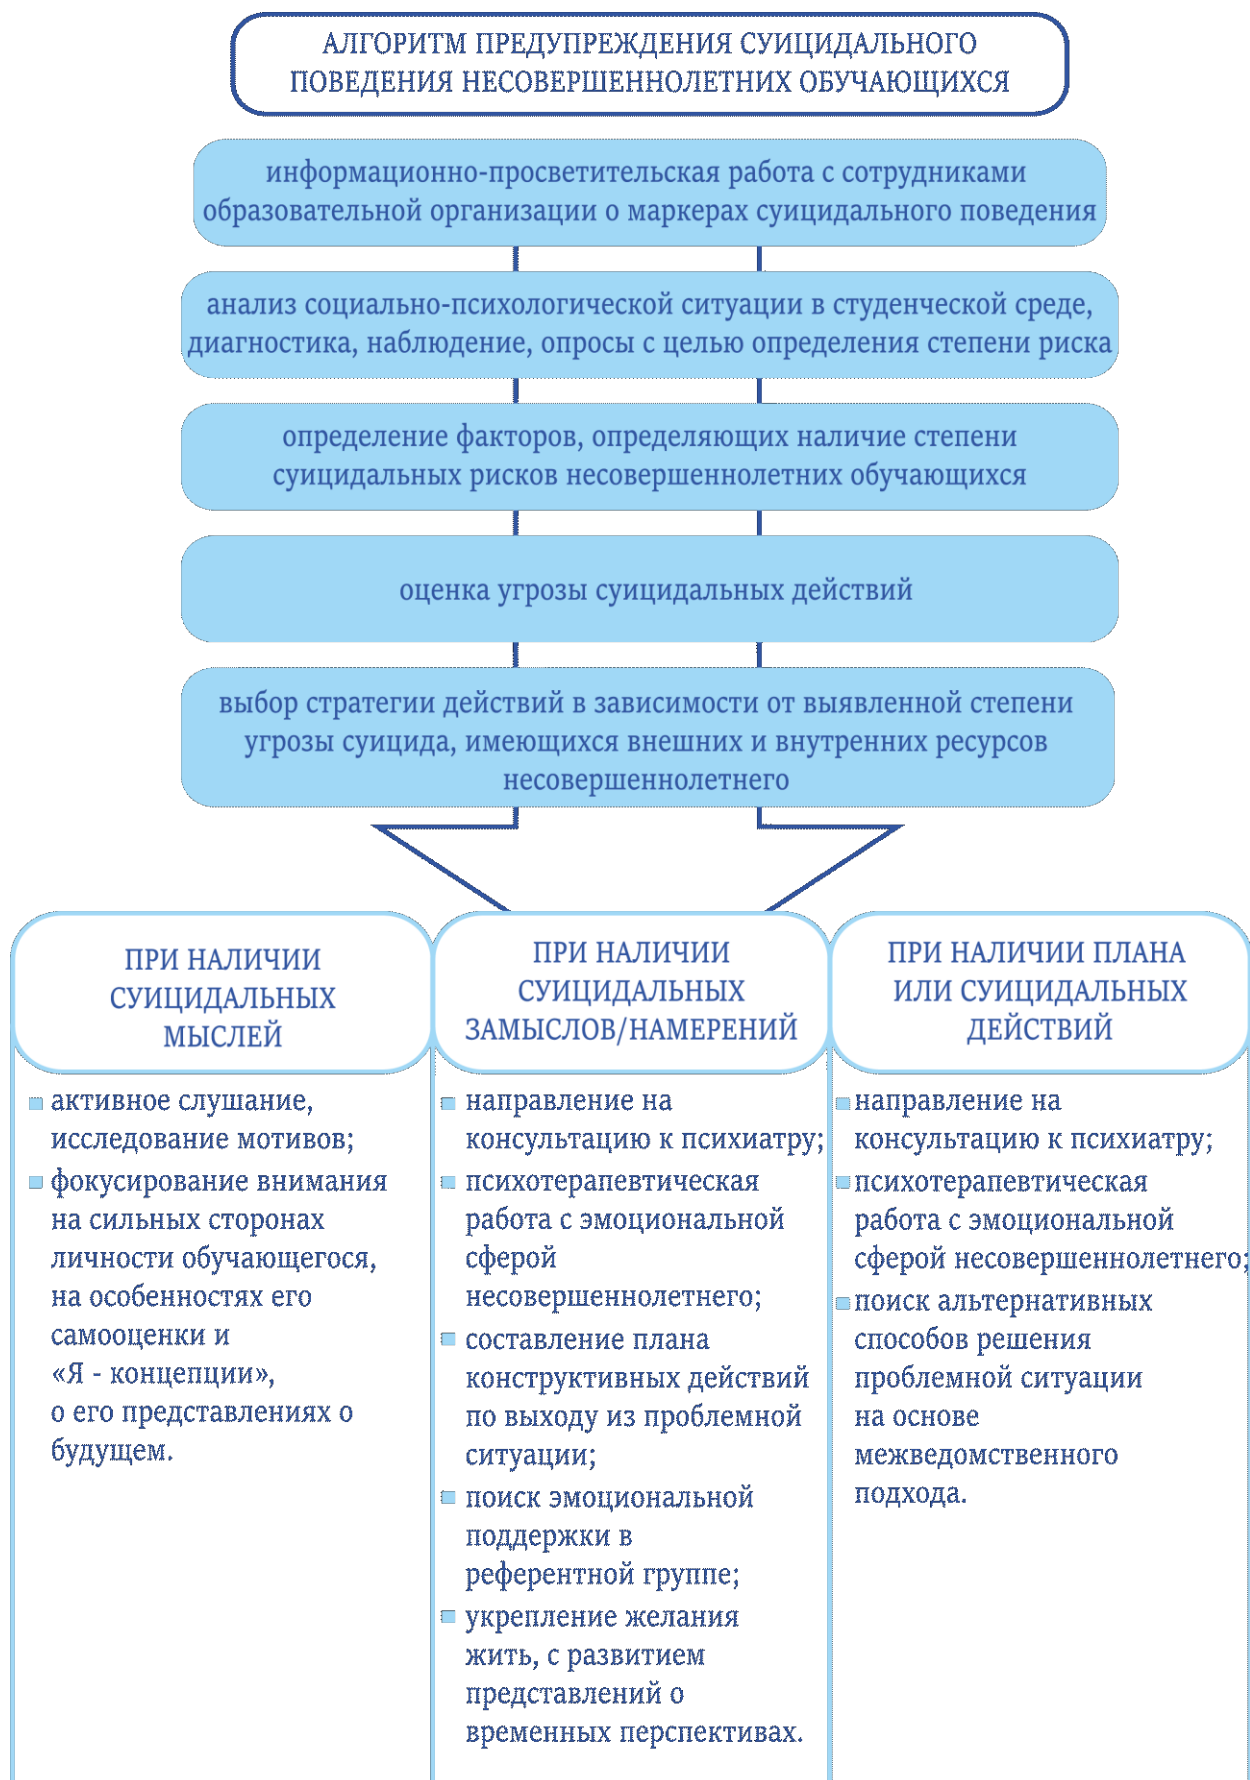 АЛГОРИТМ ПРЕДУПРЕЖДЕНИЯ СУИЦИДАЛЬНОГО
ПОВЕДЕНИЯ НЕСОВЕРШЕННОЛЕТНИХ ОБУЧАЮЩИХСЯ
информационно-просветительская работа с сотрудниками
образовательной организации о маркерах суицидального поведения
анализ социально-психологической ситуации в студенческой среде,
диагностика, наблюдение, опросы с целью определения степени риска
определение факторов, определяющих наличие степени
суицидальных рисков несовершеннолетних обучающихся
оценка угрозы суицидальных действий
выбор стратегии действий в зависимости от выявленной степени
угрозы суицида, имеющихся внешних и внутренних ресурсов
несовершеннолетнего
ПРИ НАЛИЧИИ
СУИЦИДАЛЬНЫХ
МЫСЛЕЙ
активное слушание,
исследование мотивов;
фокусирование внимания
на сильных сторонах
личности обучающегося,
на особенностях его
самооценки и
«Я - концепции»,
о его представлениях о
будущем.
ПРИ НАЛИЧИИ
СУИЦИДАЛЬНЫХ
ЗАМЫСЛОВ/НАМЕРЕНИЙ
направление на
консультацию к психиатру;
психотерапевтическая
работа с эмоциональной
сферой
несовершеннолетнего;
составление плана
конструктивных действий
по выходу из проблемной
ситуации;
поиск эмоциональной
поддержки в
референтной группе;
укрепление желания
жить, с развитием
представлений о
временных перспективах.
ПРИ НАЛИЧИИ ПЛАНА
ИЛИ СУИЦИДАЛЬНЫХ
ДЕЙСТВИЙ
направление на
консультацию к психиатру;
психотерапевтическая
работа с эмоциональной
сферой несовершеннолетнего;
поиск альтернативных
способов решения
проблемной ситуации
на основе
межведомственного
подхода.